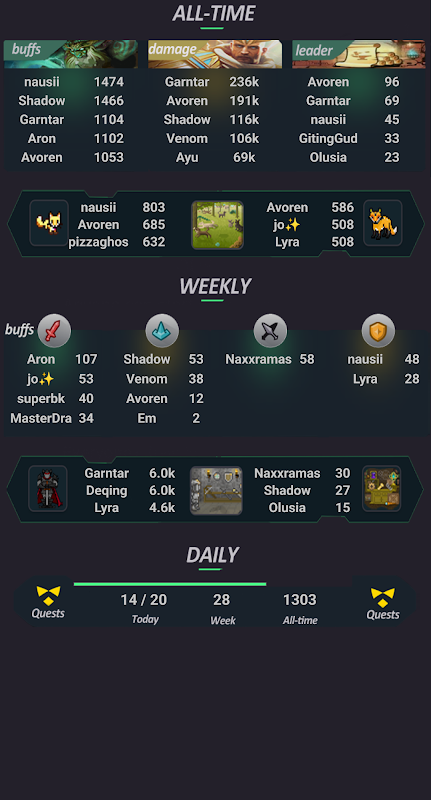 ALL-TIME
buffs damage leader
nausii 1474 Garntar 236k Avoren 96
Shadow 1466 Avoren 191k Garntar 69
Garntar 1104 Shadow 116k nausii 45
Aron 1102 Venom 106k GitingGud 33
Avoren 1053 Ayu 69k Olusia 23
nausii 803 Avoren 586
Avoren 685 jo✨ 508
pizzaghos 632 Lyra 508
WEEKLY
buffs
Aron 107 Shadow 53 Naxxramas 58 nausii 48
jo✨ 53 Venom 38 Lyra 28
superbk 40 Avoren 12
MasterDra 34 Em 2
Garntar 6.0k Naxxramas 30
Deqing 6.0k Shadow 27
Lyra 4.6k Olusia 15
DAILY
Quests 14 / 20 28 1303 Quests
Today Week All-time